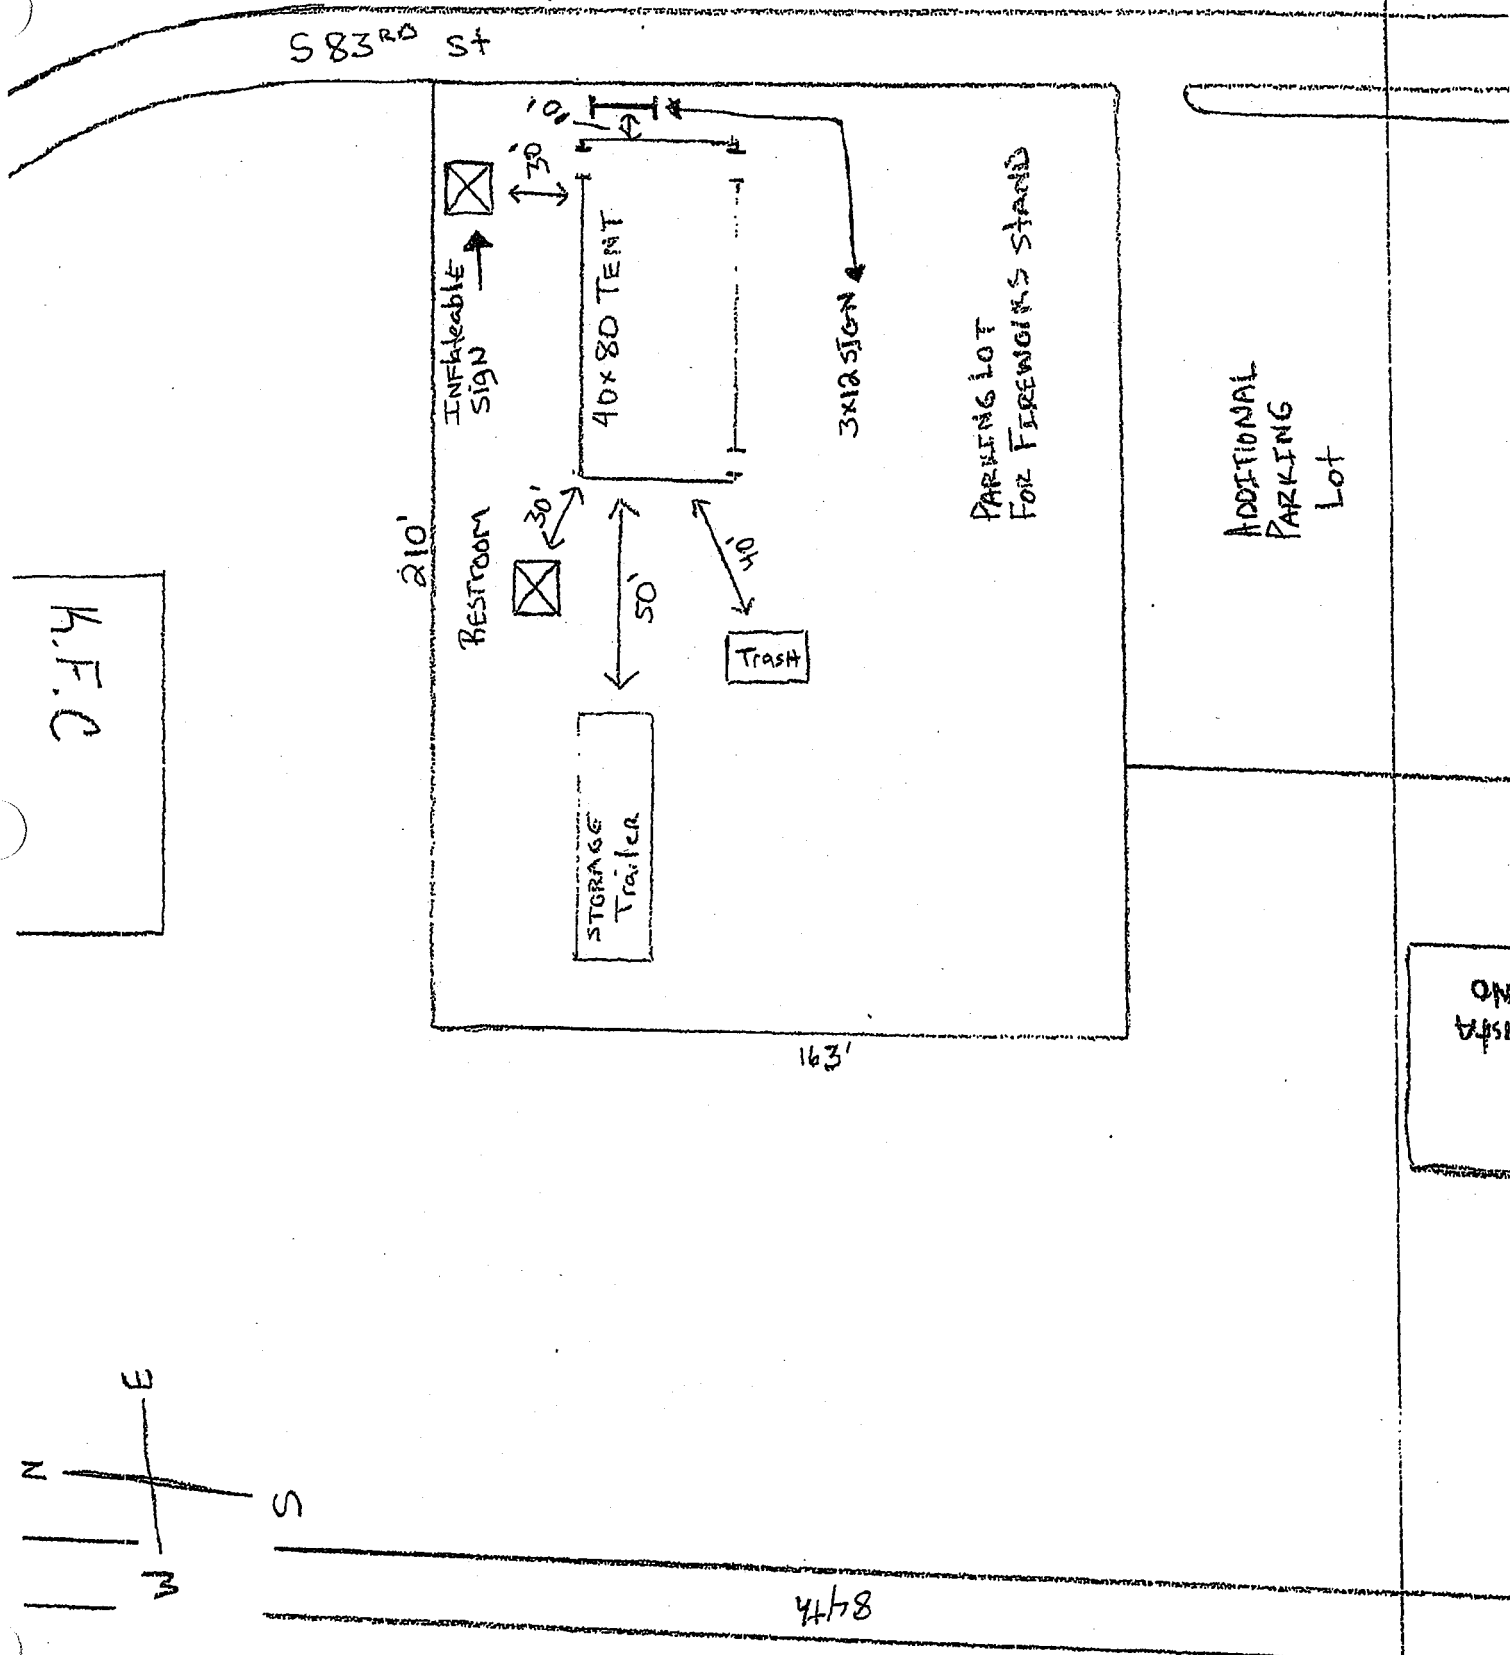 S 83RD St
10'
30'
INFlateable
SigN
40x80 TENT
3x12 SIGN
PARKING LOT
FOR FIREWORKS StAND
ADDITIONAL
PARKING
Lot
210'
RESTrOOM
30'
50'
40'
TrasH
K.F.C
STORAGE
TrailER
163'
N
E
S
W
84th